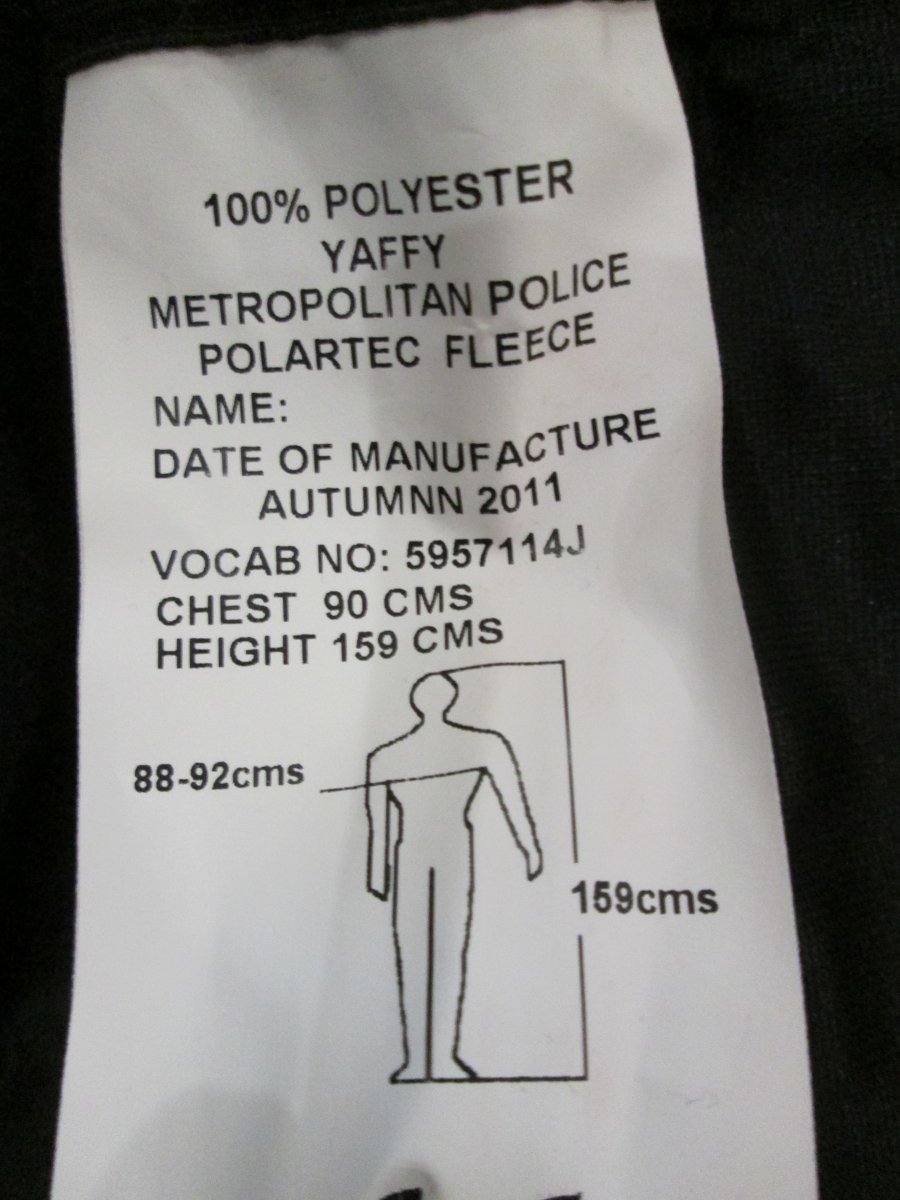 100% POLYESTER
YAFFY
METROPOLITAN POLICE
POLARTEC FLEECE
NAME:
DATE OF MANUFACTURE
AUTUMNN 2011
VOCAB NO: 5957114J
CHEST 90 CMS
HEIGHT 159 CMS
88-92cms
159cms